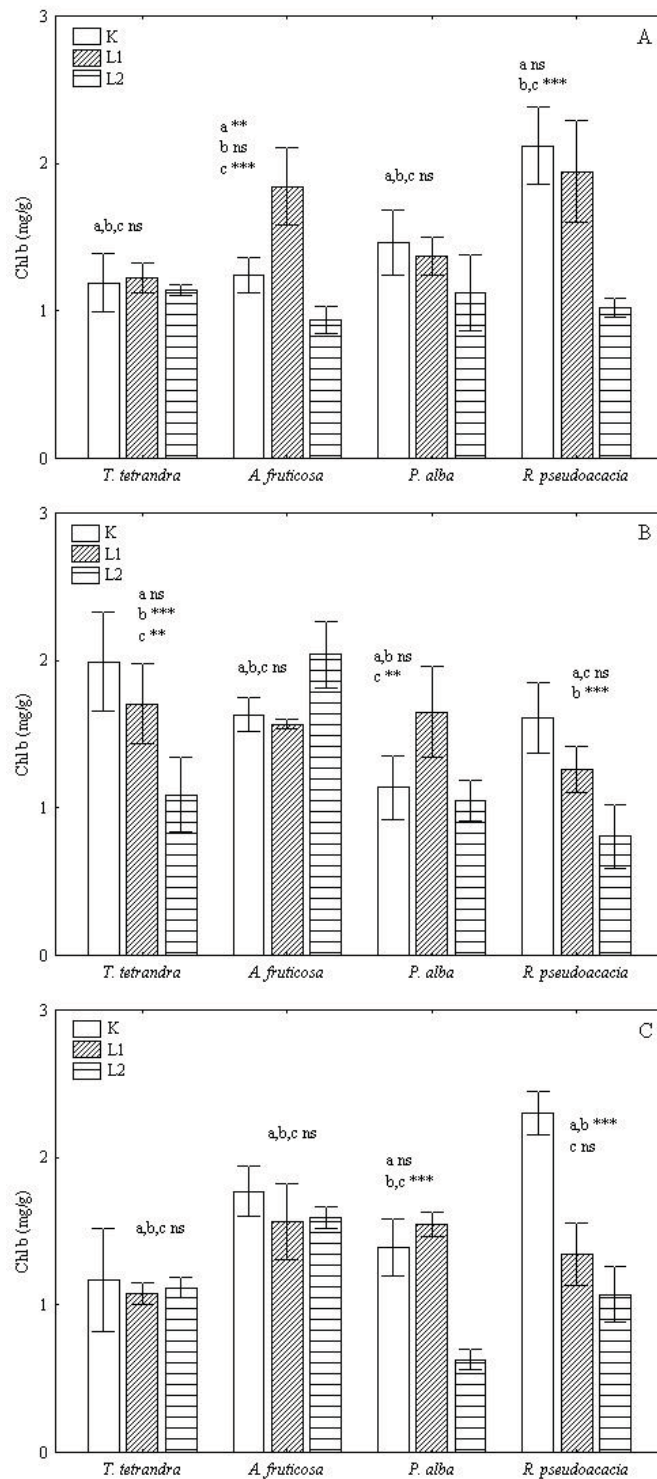 3
K
L1
L2
A
a ns
b,c ***
a **
b ns
c ***
2
a,b,c ns
a,b,c ns
Chl b (mg/g)
1
0
T. tetrandra A. fruticosa P. alba R. pseudoacacia
3
K
L1
L2
B
a ns
b ***
c **
2
a,b,c ns
a,b ns
c **
a,c ns
b ***
Chl b (mg/g)
1
0
T. tetrandra A. fruticosa P. alba R. pseudoacacia
3
K
L1
L2
C
a,b,c ns
a,b ***
c ns
2
a ns
b,c ***
a,b,c ns
Chl b (mg/g)
1
0
T. tetrandra A. fruticosa P. alba R. pseudoacacia